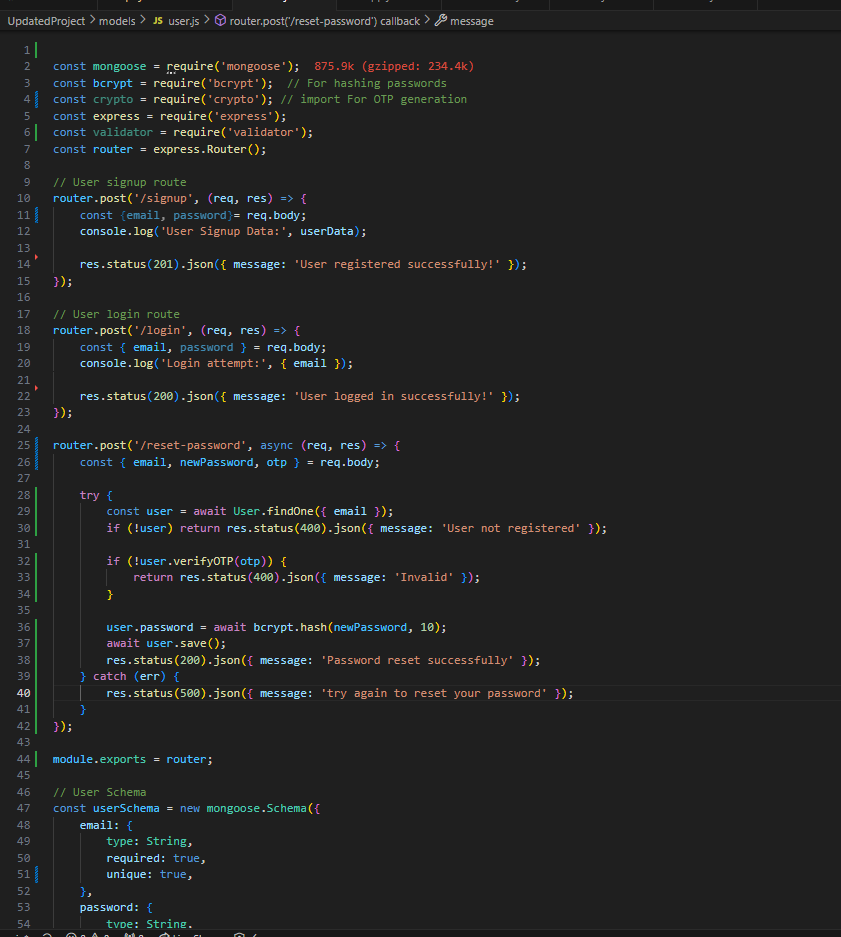 UpdatedProject > models > JS user.js > router.post('/reset-password') callback > message
1
2 const mongoose = require('mongoose'); 875.9k (gzipped: 234.4k)
3 const bcrypt = require('bcrypt'); // For hashing passwords
4 const crypto = require('crypto'); // import For OTP generation
5 const express = require('express');
6 const validator = require('validator');
7 const router = express.Router();
8
9 // User signup route
10 router.post('/signup', (req, res) => {
11     const {email, password}= req.body;
12     console.log('User Signup Data:', userData);
13
14     res.status(201).json({ message: 'User registered successfully!' });
15 });
16
17 // User login route
18 router.post('/login', (req, res) => {
19     const { email, password } = req.body;
20     console.log('Login attempt:', { email });
21
22     res.status(200).json({ message: 'User logged in successfully!' });
23 });
24
25 router.post('/reset-password', async (req, res) => {
26     const { email, newPassword, otp } = req.body;
27
28     try {
29         const user = await User.findOne({ email });
30         if (!user) return res.status(400).json({ message: 'User not registered' });
31
32         if (!user.verifyOTP(otp)) {
33             return res.status(400).json({ message: 'Invalid' });
34         }
35
36         user.password = await bcrypt.hash(newPassword, 10);
37         await user.save();
38         res.status(200).json({ message: 'Password reset successfully' });
39     } catch (err) {
40         res.status(500).json({ message: 'try again to reset your password' });
41     }
42 });
43
44 module.exports = router;
45
46 // User Schema
47 const userSchema = new mongoose.Schema({
48     email: {
49         type: String,
50         required: true,
51         unique: true,
52     },
53     password: {
54         type: String,